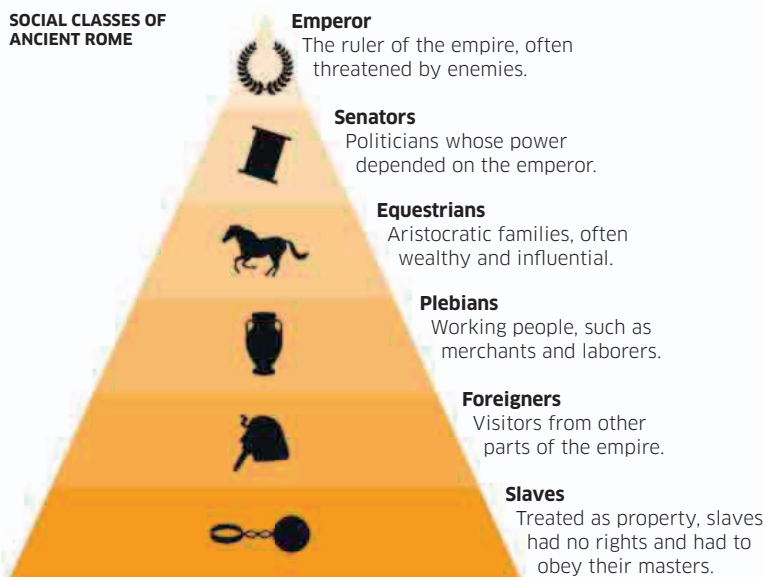 SOCIAL CLASSES OF
ANCIENT ROME
Emperor
The ruler of the empire, often
threatened by enemies.
Senators
Politicians whose power
depended on the emperor.
Equestrians
Aristocratic families, often
wealthy and influential.
Plebians
Working people, such as
merchants and laborers.
Foreigners
Visitors from other
parts of the empire.
Slaves
Treated as property, slaves
had no rights and had to
obey their masters.